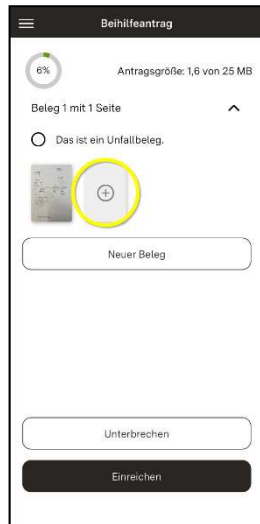 Beihilfeantrag
6%
Antragsgröße: 1,6 von 25 MB
Beleg 1 mit 1 Seite
Das ist ein Unfallbeleg.
Neuer Beleg
Unterbrechen
Einreichen